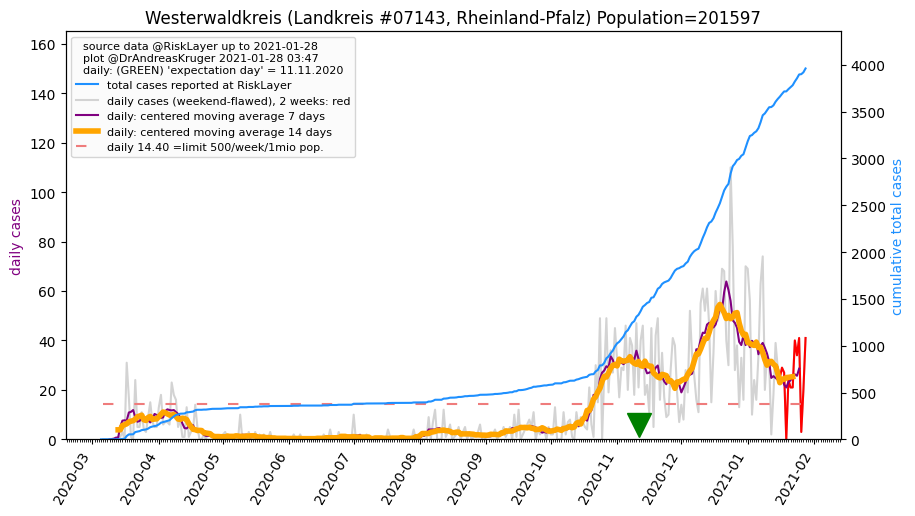 Westerwaldkreis (Landkreis #07143, Rheinland-Pfalz) Population=201597
source data @RiskLayer up to 2021-01-28
plot @DrAndreasKruger 2021-01-28 03:47
daily: (GREEN) 'expectation day' = 11.11.2020
total cases reported at RiskLayer
daily cases (weekend-flawed), 2 weeks: red
daily: centered moving average 7 days
daily: centered moving average 14 days
daily 14.40 =limit 500/week/1mio pop.
daily cases
160
140
120
100
80
60
40
20
0
cumulative total cases
4000
3500
3000
2500
2000
1500
1000
500
0
2020-03
2020-04
2020-05
2020-06
2020-07
2020-08
2020-09
2020-10
2020-11
2020-12
2021-01
2021-02